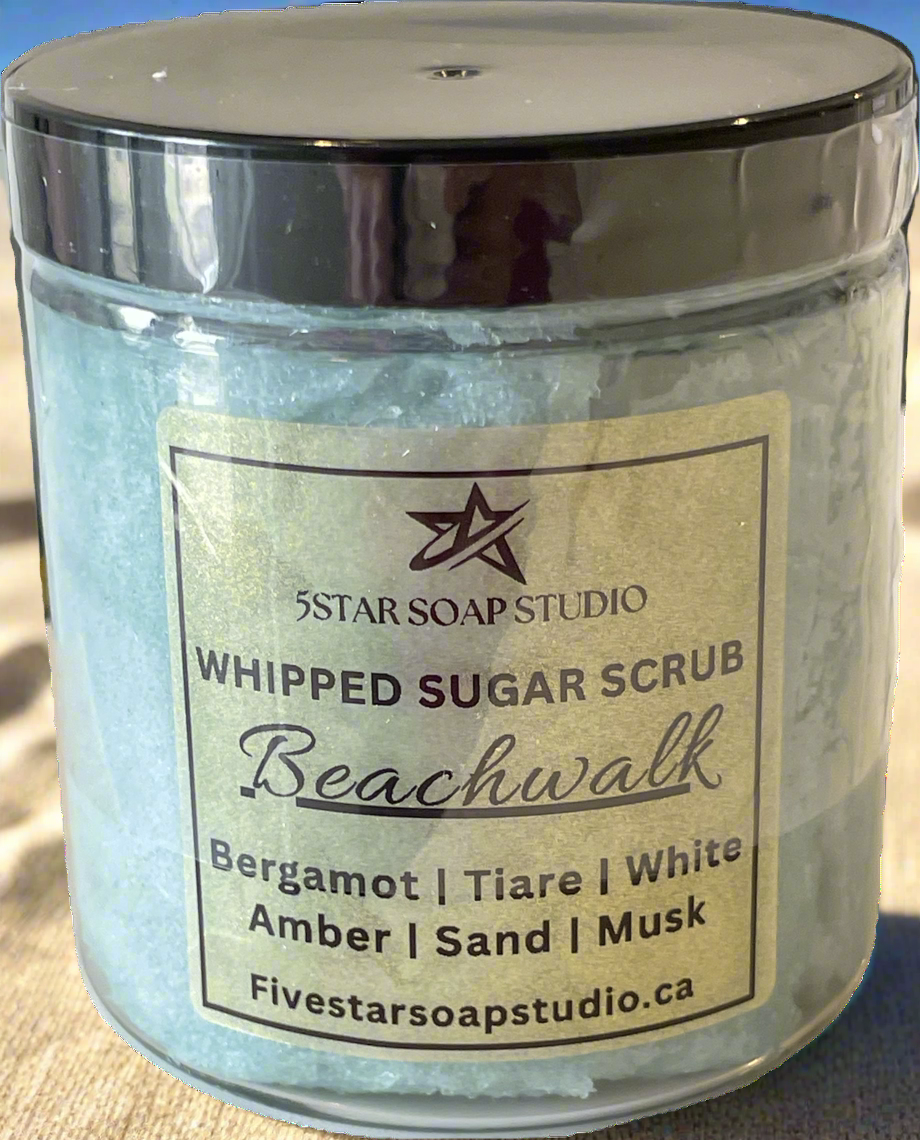 5STAR SOAP STUDIO
WHIPPED SUGAR SCRUB
Beachwalk
Bergamot | Tiare | White
Amber | Sand | Musk
Fivestarsoapstudio.ca